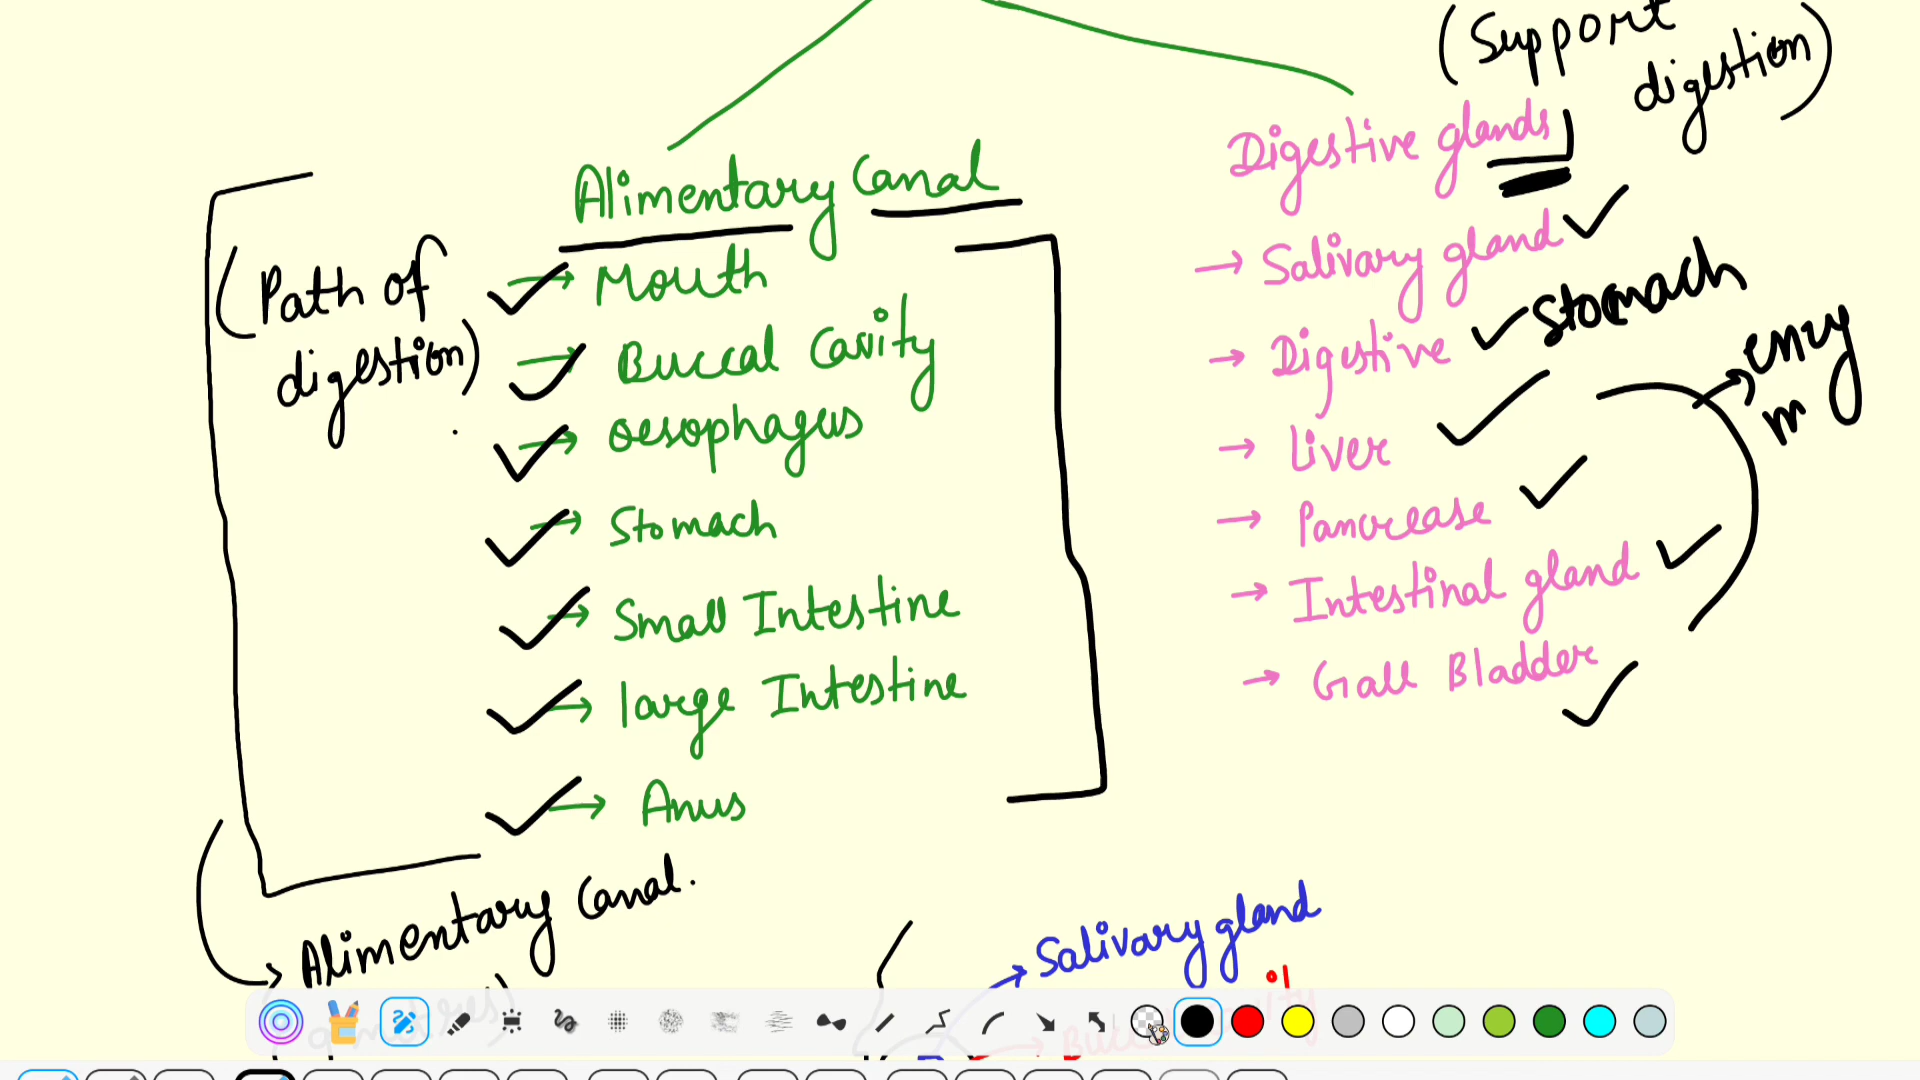 (Support
digestion)
Digestive glands
Alimentary Canal
(Path of
digestion)
→ Mouth
→ Buccal Cavity
→ oesophagus
→ Stomach
→ Small Intestine
→ large Intestine
→ Anus
→ Salivary gland
→ Digestive stomach
→ liver
→ Pancrease
→ Intestinal gland
→ Gall Bladder
→ enzy
m
→ Alimentary Canal.
→ Salivary gland